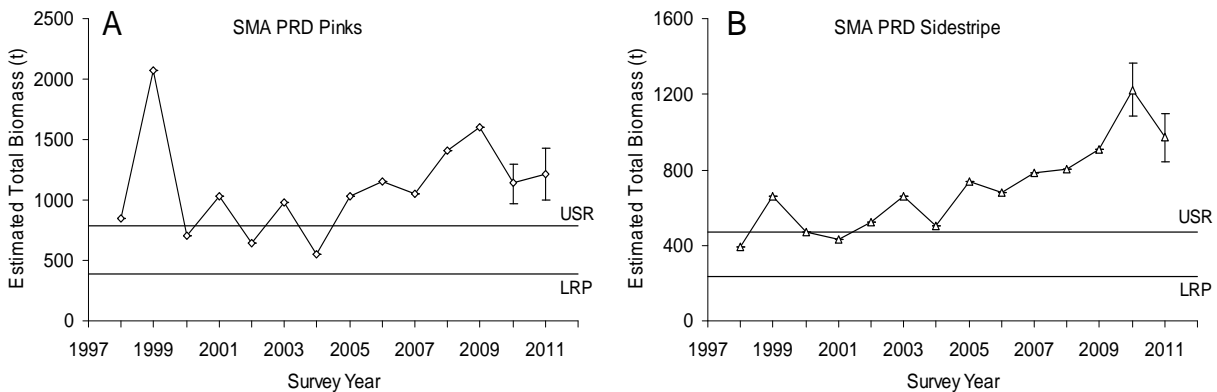 A
SMA PRD Pinks
Estimated Total Biomass (t)
2500
2000
1500
1000
500
0
USR
LRP
1997 1999 2001 2003 2005 2007 2009 2011
Survey Year
B
SMA PRD Sidestripe
Estimated Total Biomass (t)
1600
1200
800
400
0
USR
LRP
1997 1999 2001 2003 2005 2007 2009 2011
Survey Year